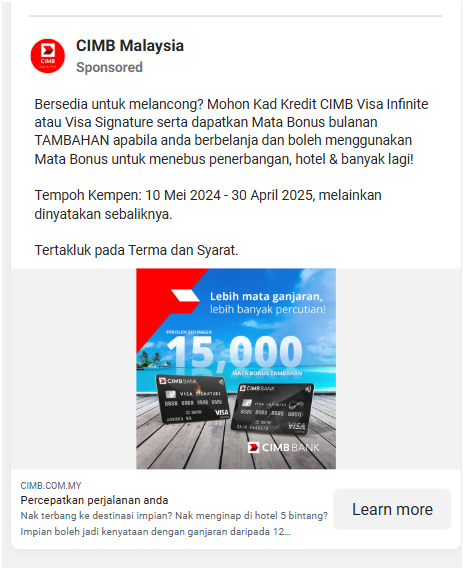 CIMB Malaysia
Sponsored
Bersedia untuk melancong? Mohon Kad Kredit CIMB Visa Infinite
atau Visa Signature serta dapatkan Mata Bonus bulanan
TAMBAHAN apabila anda berbelanja dan boleh menggunakan
Mata Bonus untuk menebus penerbangan, hotel & banyak lagi!
Tempoh Kempen: 10 Mei 2024 - 30 April 2025, melainkan
dinyatakan sebaliknya.
Tertakluk pada Terma dan Syarat.
Lebih mata ganjaran,
lebih banyak percutian!
PEROLEH SEHINGGA
15,000
MATA BONUS TAMBAHAN
CIMB BANK
VISA SIGNATURE
VISA
CIMB BANK
VISA INFINITE
VISA
CIMB BANK
CIMB.COM.MY
Percepatkan perjalanan anda
Nak terbang ke destinasi impian? Nak menginap di hotel 5 bintang?
Impian boleh jadi kenyataan dengan ganjaran daripada 12...
Learn more